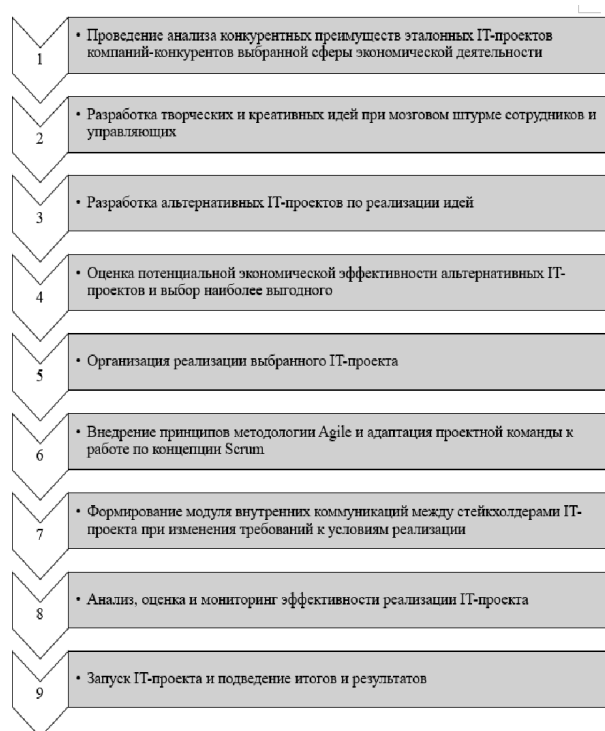 1
• Проведение анализа конкурентных преимуществ эталонных IT-проектов
компаний-конкурентов выбранной сферы экономической деятельности
2
• Разработка творческих и креативных идей при мозговом штурме сотрудников и
управляющих
3
• Разработка альтернативных IT-проектов по реализации идей
4
• Оценка потенциальной экономической эффективности альтернативных IT-
проектов и выбор наиболее выгодного
5
• Организация реализации выбранного IT-проекта
6
• Внедрение принципов методологии Agile и адаптация проектной команды к
работе по концепции Scrum
7
• Формирование модуля внутренних коммуникаций между стейкхолдерами IT-
проекта при изменения требований к условиям реализации
8
• Анализ, оценка и мониторинг эффективности реализации IT-проекта
9
• Запуск IT-проекта и подведение итогов и результатов